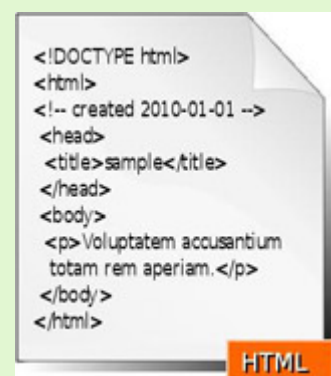 <!DOCTYPE html>
<html>
<!-- created 2010-01-01 -->
<head>
<title>sample</title>
</head>
<body>
<p>Voluptatem accusantium
totam rem aperiam.</p>
</body>
</html>
HTML